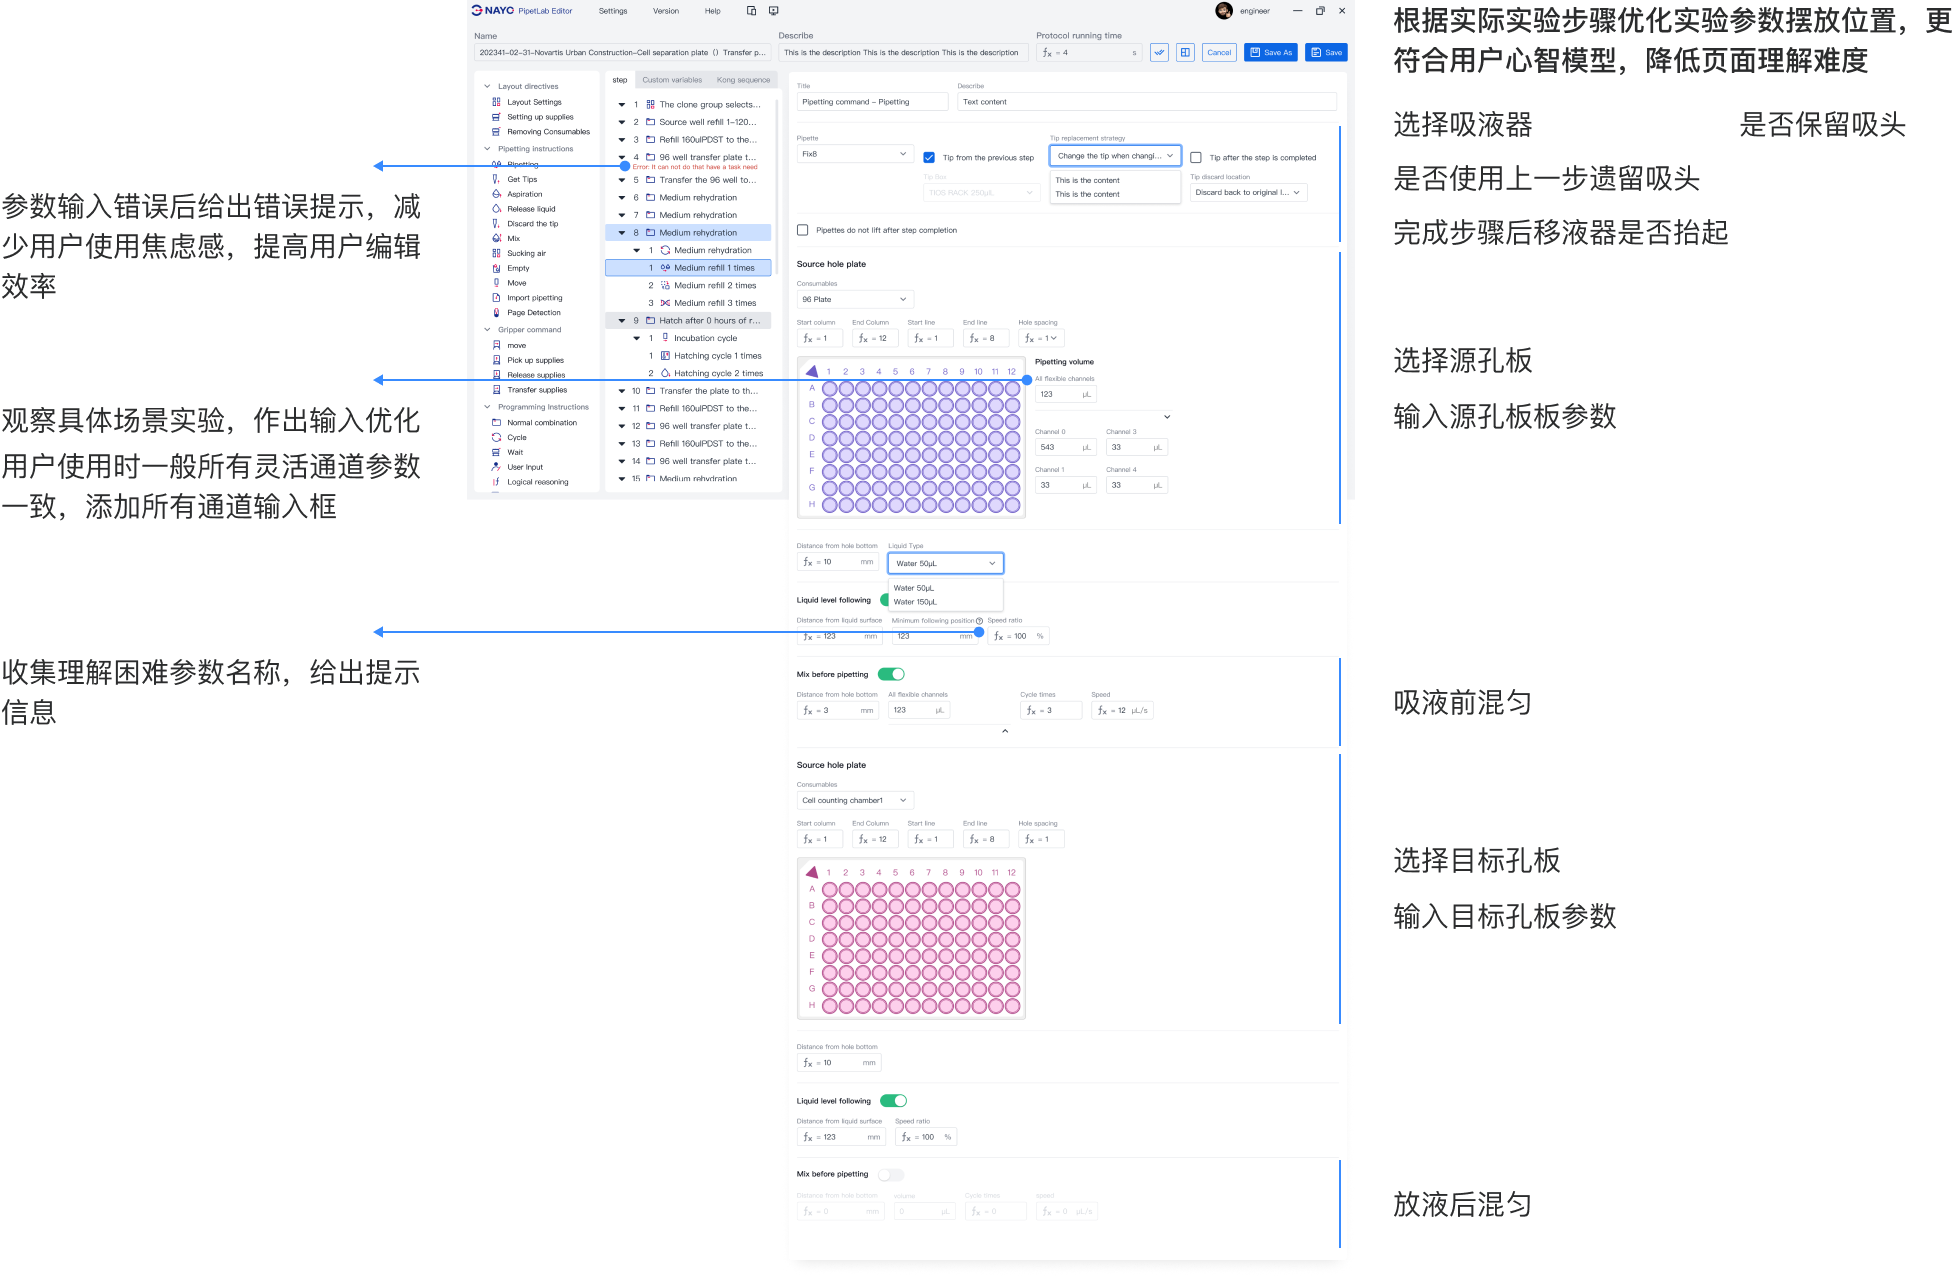 NAYO PipetLab Editor Settings Version Help engineer
Name Describe Protocol running time
202341-02-31-Novartis Urban Construction-Cell separation plate（）Transfer p... This is the description This is the description This is the description fx = 4 s Cancel Save As Save
Layout directives
Layout Settings
Setting up supplies
Removing Consumables
Pipetting instructions
Pipetting
Get Tips
Aspiration
Release liquid
Discard the tip
Mix
Sucking air
Empty
Move
Import pipetting
Page Detection
Gripper command
move
Pick up supplies
Release supplies
Transfer supplies
Programming Instructions
Normal combination
Cycle
Wait
User Input
Logical reasoning
step Custom variables Kong sequence
1 The clone group selects...
2 Source well refill 1-120...
3 Refill 160ulPDST to the...
4 96 well transfer plate t...
Error: It can not do that have a task need
5 Transfer the 96 well to...
6 Medium rehydration
7 Medium rehydration
8 Medium rehydration
1 Medium rehydration
1 Medium refill 1 times
2 Medium refill 2 times
3 Medium refill 3 times
9 Hatch after 0 hours of r...
1 Incubation cycle
1 Hatching cycle 1 times
2 Hatching cycle 2 times
10 Transfer the plate to th...
11 Refill 160ulPDST to the...
12 96 well transfer plate t...
13 Refill 160ulPDST to the...
14 96 well transfer plate t...
15 Medium rehydration
Title Describe
Pipetting command - Pipetting Text content
Pipette Tip replacement strategy
Fix8 Tip from the previous step Change the tip when changi... Tip after the step is completed
Tip Box Tip discard location
TIOS RACK 250μL Discard back to original l...
This is the content
This is the content
Pipettes do not lift after step completion
Source hole plate
Consumables
96 Plate
Start column End Column Start line End line Hole spacing
fx = 1 fx = 12 fx = 1 fx = 8 fx = 1
1 2 3 4 5 6 7 8 9 10 11 12
A
B
C
D
E
F
G
H
Pipetting volume
All flexible channels
123 μL
Channel 0 Channel 3
543 μL 33 μL
Channel 1 Channel 4
33 μL 33 μL
Distance from hole bottom Liquid Type
fx = 10 mm Water 50μL
Water 50μL
Water 150μL
Liquid level following
Distance from liquid surface Minimum following position Speed ratio
fx = 123 mm 123 mm fx = 100 %
Mix before pipetting
Distance from hole bottom All flexible channels Cycle times Speed
fx = 3 mm 123 μL fx = 3 fx = 12 μL/s
Source hole plate
Consumables
Cell counting chamber1
Start column End Column Start line End line Hole spacing
fx = 1 fx = 12 fx = 1 fx = 8 fx = 1
1 2 3 4 5 6 7 8 9 10 11 12
A
B
C
D
E
F
G
H
Distance from hole bottom
fx = 10 mm
Liquid level following
Distance from liquid surface Speed ratio
fx = 123 mm fx = 100 %
Mix before pipetting
Distance from hole bottom volume Cycle times speed
fx = 0 mm 0 μL fx = 0 fx = 0 μL/s
参数输入错误后给出错误提示，减
少用户使用焦虑感，提高用户编辑
效率
观察具体场景实验，作出输入优化
用户使用时一般所有灵活通道参数
一致，添加所有通道输入框
收集理解困难参数名称，给出提示
信息
根据实际实验步骤优化实验参数摆放位置，更
符合用户心智模型，降低页面理解难度
选择吸液器 是否保留吸头
是否使用上一步遗留吸头
完成步骤后移液器是否抬起
选择源孔板
输入源孔板板参数
吸液前混匀
选择目标孔板
输入目标孔板参数
放液后混匀